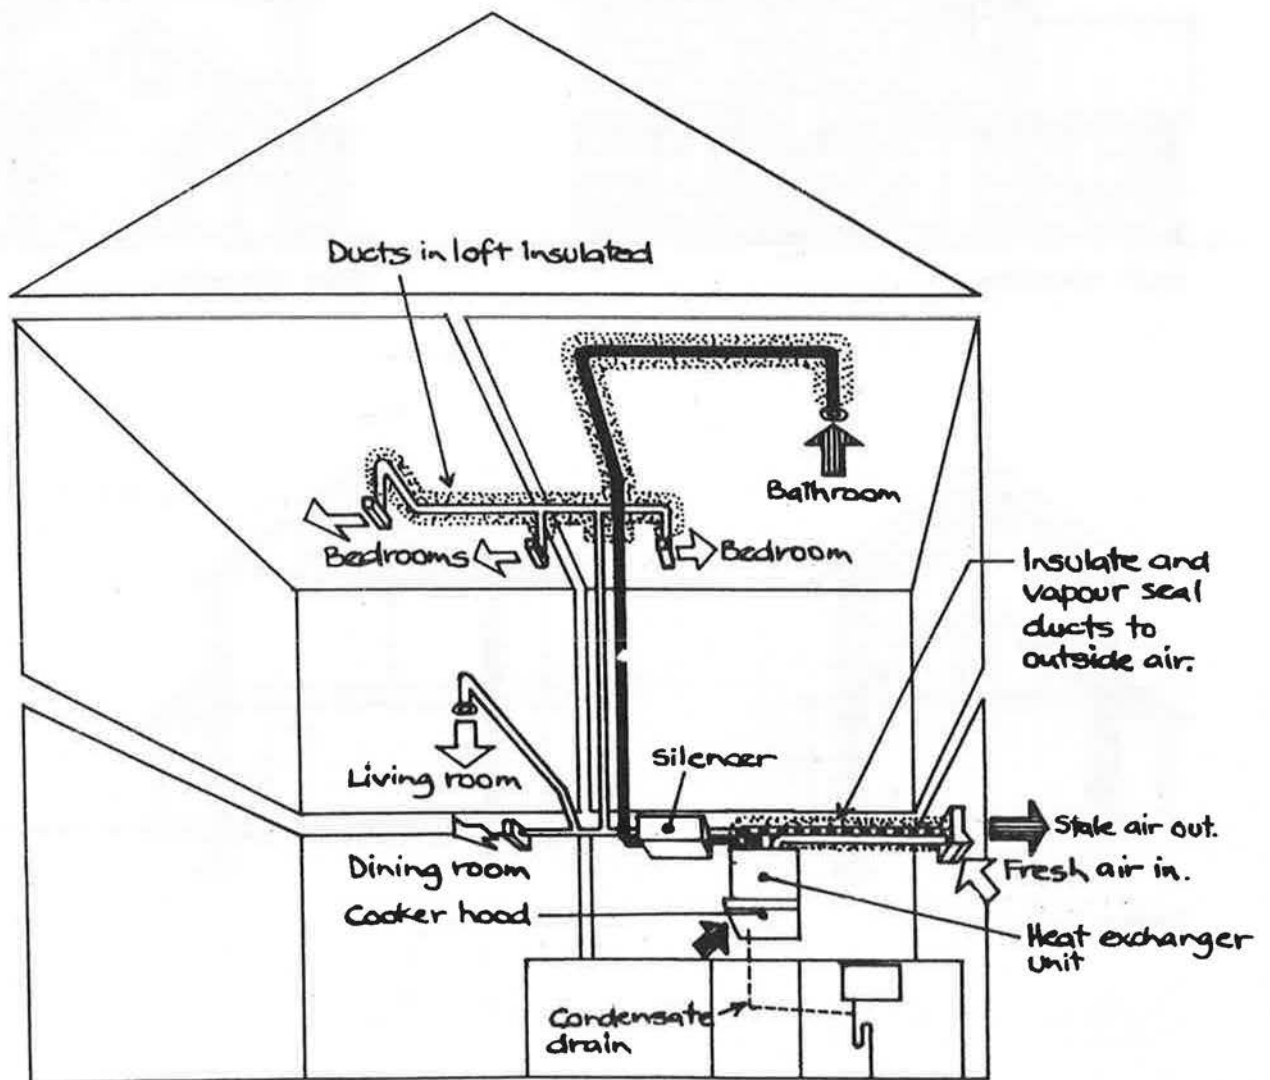 Ducts in loft insulated
Bathroom
Bedrooms
Bedroom
Insulate and
vapour seal
ducts to
outside air.
Living room
Silencer
Stale air out.
Dining room
Fresh air in.
Cooker hood
Heat exchanger
unit
Condensate
drain